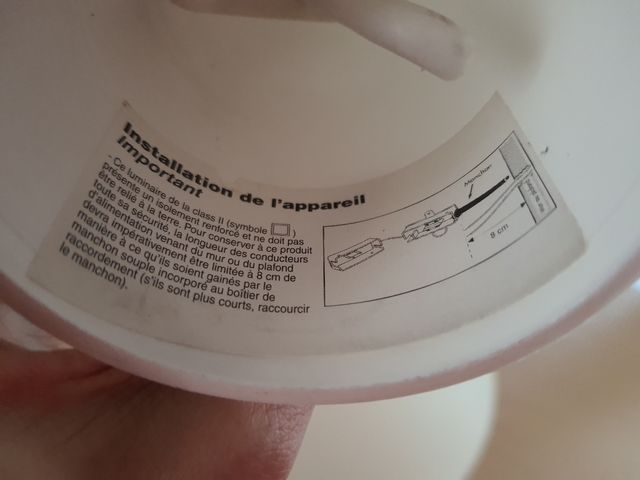 Installation de l'appareil
Important
- Ce luminaire de la class II (symbole )
présente un isolement renforcé et ne doit pas
être relié à la terre. Pour conserver à ce produit
toute sa sécurité, la longueur des conducteurs
d'alimentation venant du mur ou du plafond
devra impérativement être limitée à 8 cm de
manière à ce qu'ils soient gainés par le
manchon souple incorporé au boîtier de
raccordement (s'ils sont plus courts, raccourcir
le manchon).
Manchon
8 cm